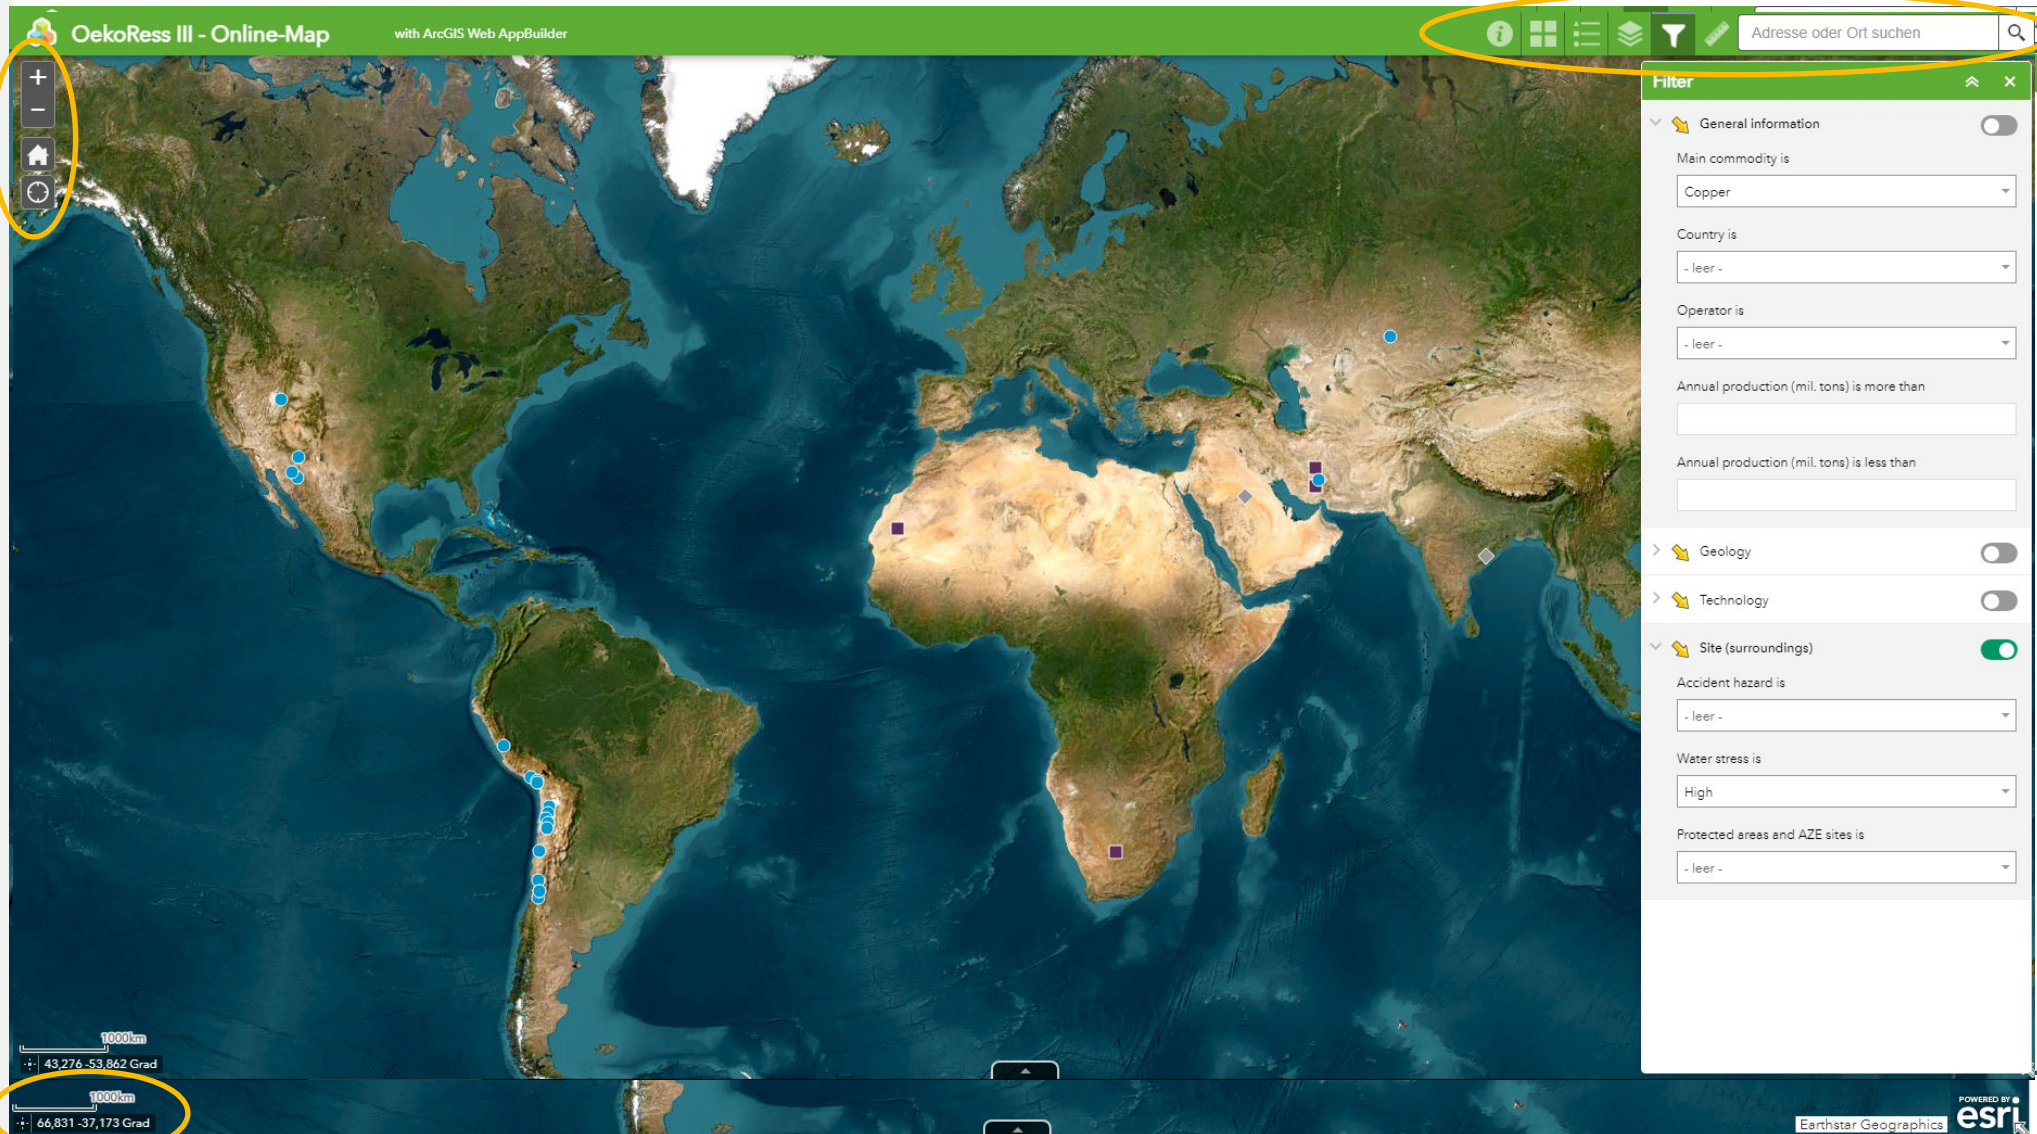 OekoRess III - Online-Map
with ArcGIS Web AppBuilder
Adresse oder Ort suchen
+
−
Filter
General information
Main commodity is
Copper
Country is
- leer -
Operator is
- leer -
Annual production (mil. tons) is more than
Annual production (mil. tons) is less than
Geology
Technology
Site (surroundings)
Accident hazard is
- leer -
Water stress is
High
Protected areas and AZE sites is
- leer -
1000km
43,276 -53,862 Grad
1000km
66,831 -37,173 Grad
Earthstar Geographics
POWERED BY
esri